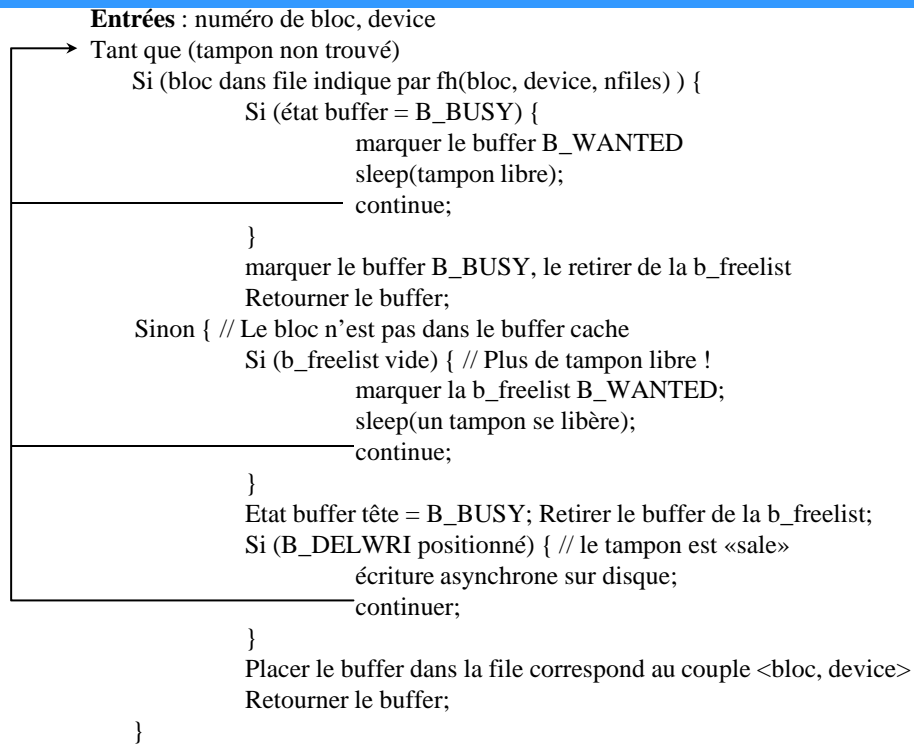 Entrées : numéro de bloc, device
Tant que (tampon non trouvé)
Si (bloc dans file indique par fh(bloc, device, nfiles) ) {
Si (état buffer = B_BUSY) {
marquer le buffer B_WANTED
sleep(tampon libre);
continue;
}
marquer le buffer B_BUSY, le retirer de la b_freelist
Retourner le buffer;
Sinon { // Le bloc n’est pas dans le buffer cache
Si (b_freelist vide) { // Plus de tampon libre !
marquer la b_freelist B_WANTED;
sleep(un tampon se libère);
continue;
}
Etat buffer tête = B_BUSY; Retirer le buffer de la b_freelist;
Si (B_DELWRI positionné) { // le tampon est «sale»
écriture asynchrone sur disque;
continuer;
}
Placer le buffer dans la file correspond au couple <bloc, device>
Retourner le buffer;
}